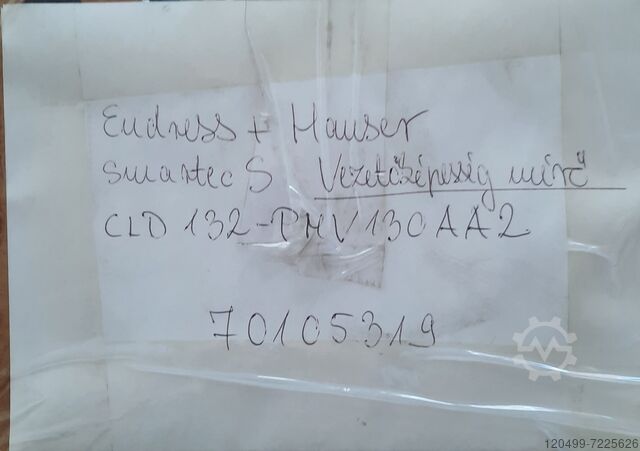 Endress + Hauser
Smartec S Vezetőképesség mérő
CLD 132-PMV130AA2
70105319
120499-7225626